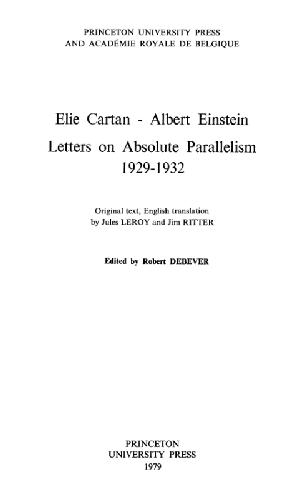 PRINCETON UNIVERSITY PRESS
AND ACADÉMIE ROYALE DE BELGIQUE
Elie Cartan - Albert Einstein
Letters on Absolute Parallelism
1929-1932
Original text, English translation
by Jules LEROY and Jim RITTER
Edited by Robert DEBEVER
PRINCETON
UNIVERSITY PRESS
1979